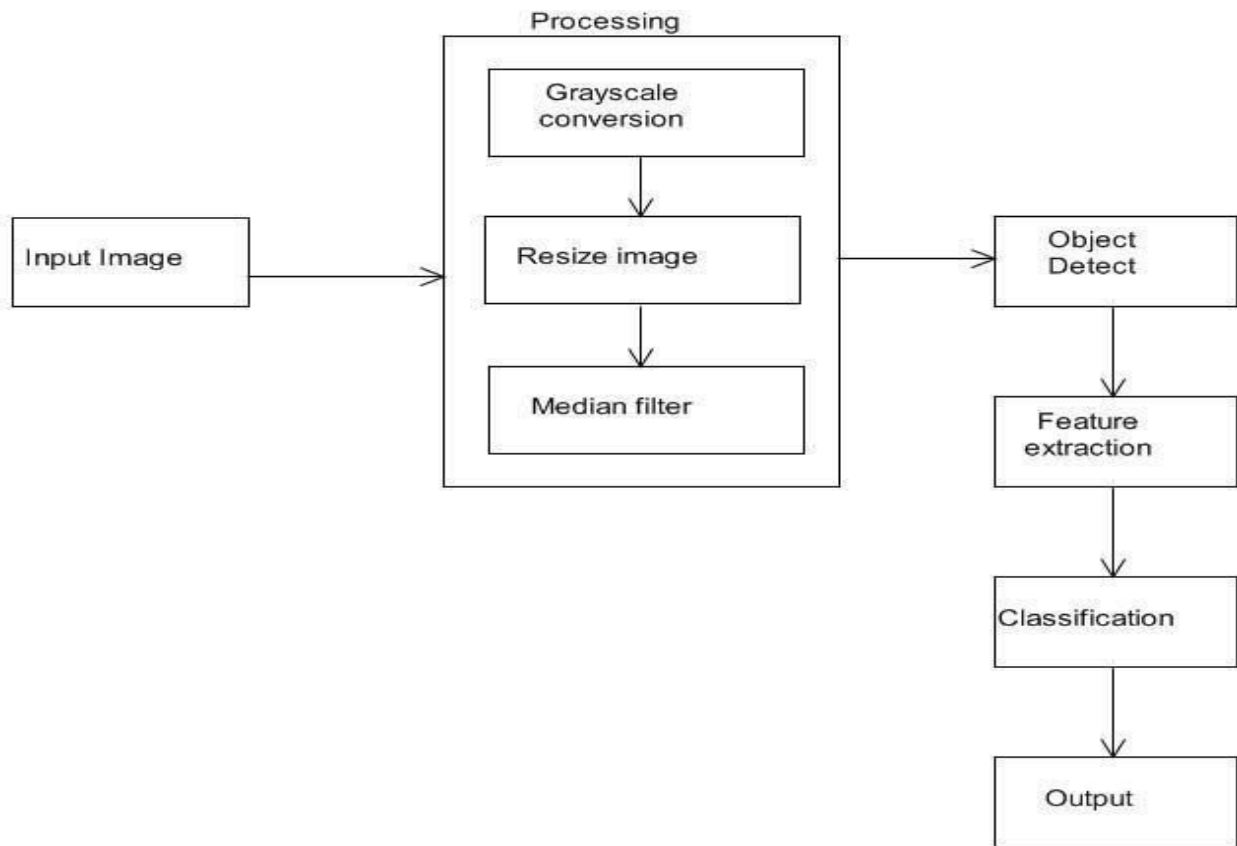 Processing
Grayscale
conversion
Input Image
Resize image
Median filter
Object
Detect
Feature
extraction
Classification
Output